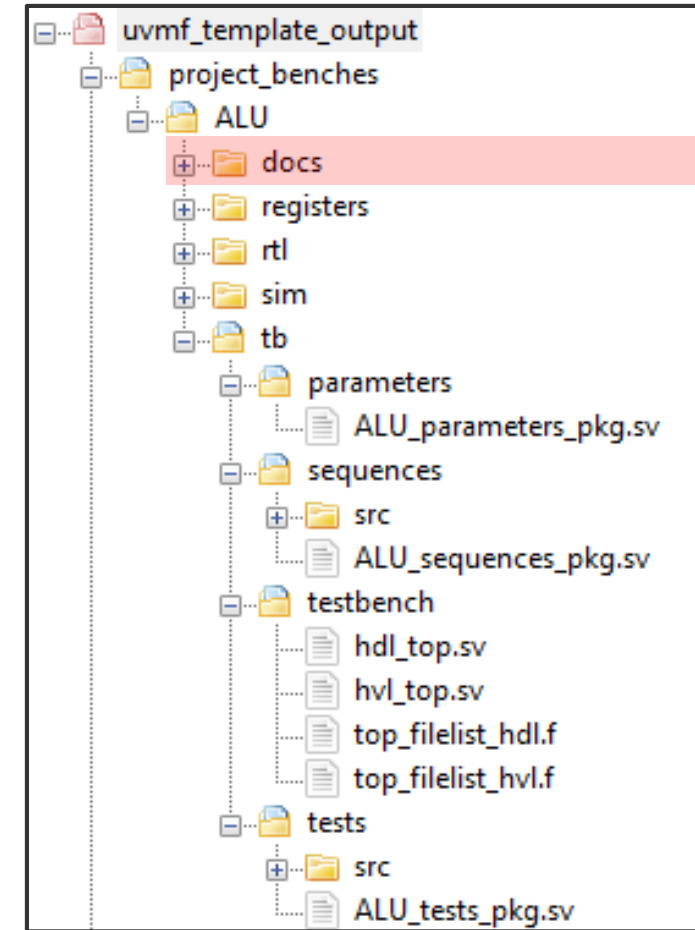 uvmf_template_output
project_benches
ALU
docs
registers
rtl
sim
tb
parameters
ALU_parameters_pkg.sv
sequences
src
ALU_sequences_pkg.sv
testbench
hdl_top.sv
hvl_top.sv
top_filelist_hdl.f
top_filelist_hvl.f
tests
src
ALU_tests_pkg.sv